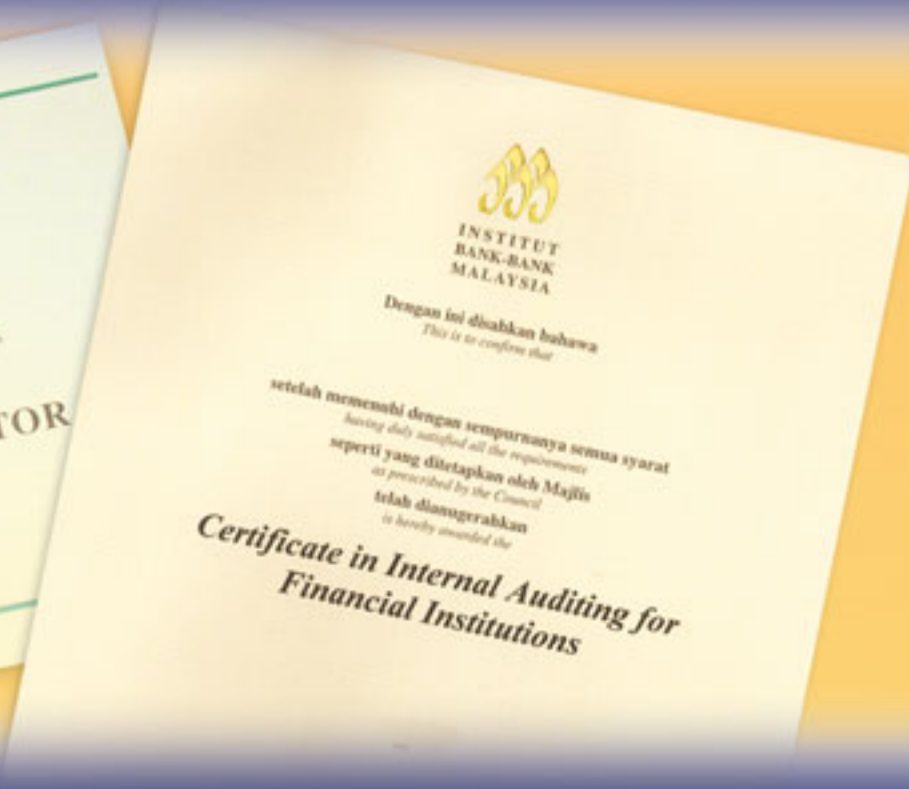 TOR
INSTITUT
BANK-BANK
MALAYSIA
Dengan ini disahkan bahawa
This is to confirm that
setelah memenuhi dengan sempurnanya semua syarat
having duly satisfied all the requirements
seperti yang ditetapkan oleh Majlis
as prescribed by the Council
telah dianugerahkan
is hereby awarded the
Certificate in Internal Auditing for
Financial Institutions